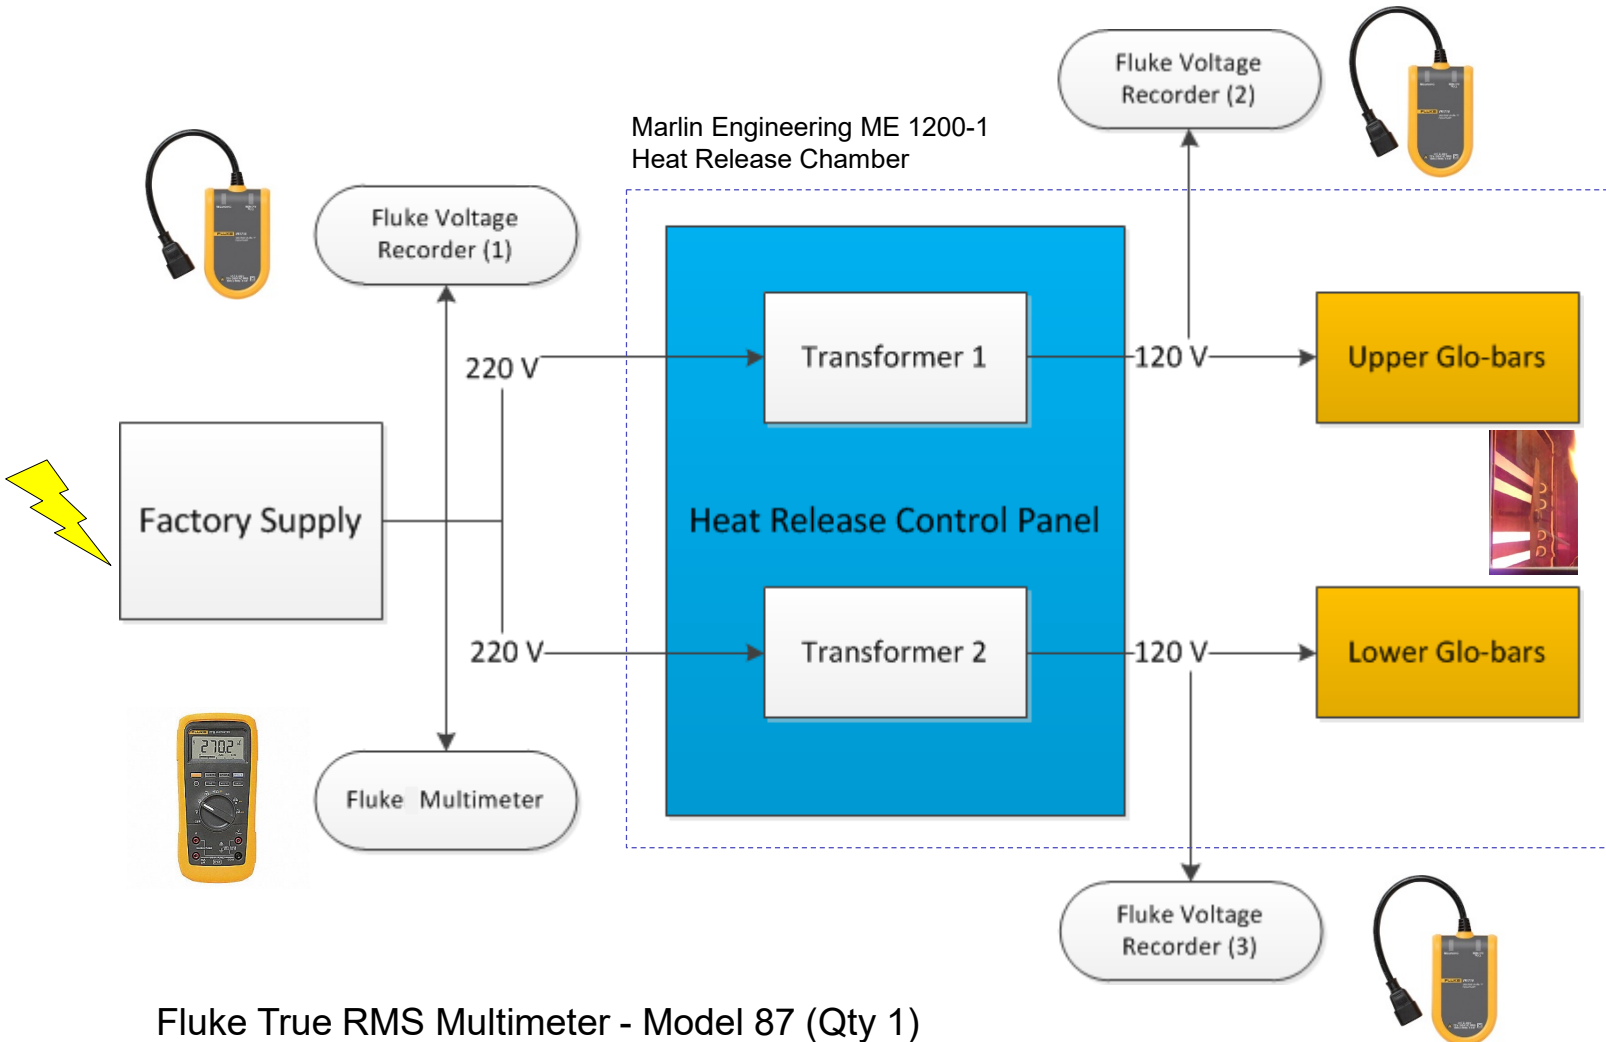 Fluke Voltage
Recorder (2)
Marlin Engineering ME 1200-1
Heat Release Chamber
Fluke Voltage
Recorder (1)
220 V
Transformer 1
120 V
Upper Glo-bars
Factory Supply
Heat Release Control Panel
220 V
Transformer 2
120 V
Lower Glo-bars
270.2
Fluke Multimeter
Fluke Voltage
Recorder (3)
Fluke True RMS Multimeter - Model 87 (Qty 1)